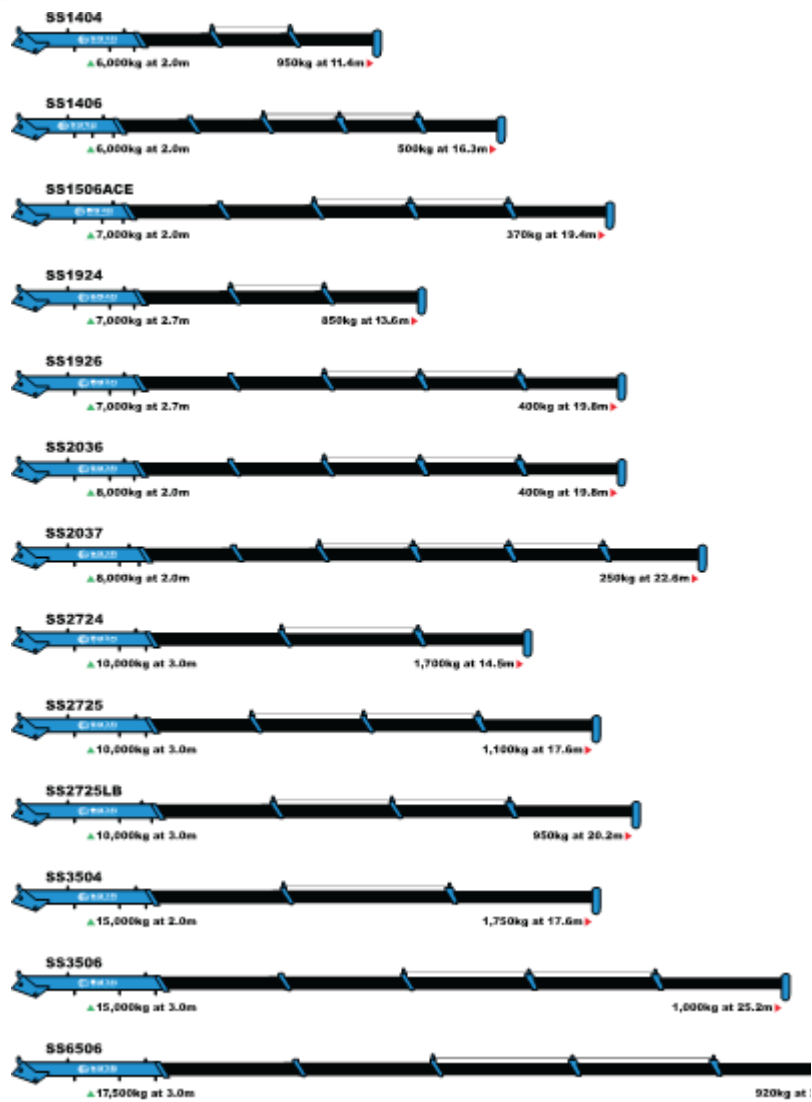 SS1404
6,000kg at 2.0m 950kg at 11.4m
SS1406
6,000kg at 2.0m 500kg at 16.3m
SS1506ACE
7,000kg at 2.0m 370kg at 19.4m
SS1924
7,000kg at 2.7m 850kg at 13.6m
SS1926
7,000kg at 2.7m 400kg at 19.8m
SS2036
8,000kg at 2.0m 400kg at 19.8m
SS2037
8,000kg at 2.0m 250kg at 22.6m
SS2724
10,000kg at 3.0m 1,700kg at 14.5m
SS2725
10,000kg at 3.0m 1,100kg at 17.6m
SS2725LB
10,000kg at 3.0m 950kg at 20.2m
SS3504
15,000kg at 2.0m 1,750kg at 17.6m
SS3506
15,000kg at 3.0m 1,000kg at 25.2m
SS6506
17,500kg at 3.0m 920kg at